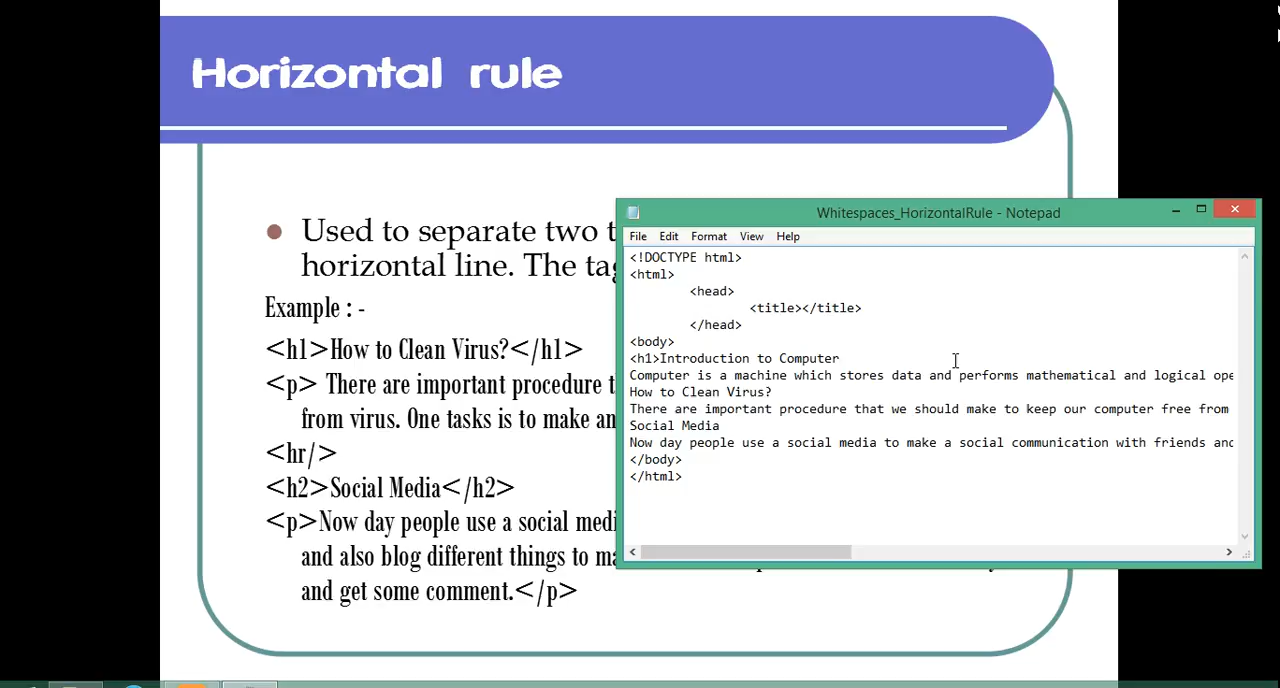 Horizontal rule
Used to separate two
horizontal line. The tag
Example : -
<h1>How to Clean Virus?</h1>
<p> There are important procedure
from virus. One tasks is to make an
<hr/>
<h2>Social Media</h2>
<p>Now day people use a social medi
and also blog different things to ma
and get some comment.</p>
Whitespaces_HorizontalRule - Notepad
File Edit Format View Help
<!DOCTYPE html>
<html>
<head>
<title></title>
</head>
<body>
<h1>Introduction to Computer
Computer is a machine which stores data and performs mathematical and logical ope
How to Clean Virus?
There are important procedure that we should make to keep our computer free from
Social Media
Now day people use a social media to make a social communication with friends and
</body>
</html>